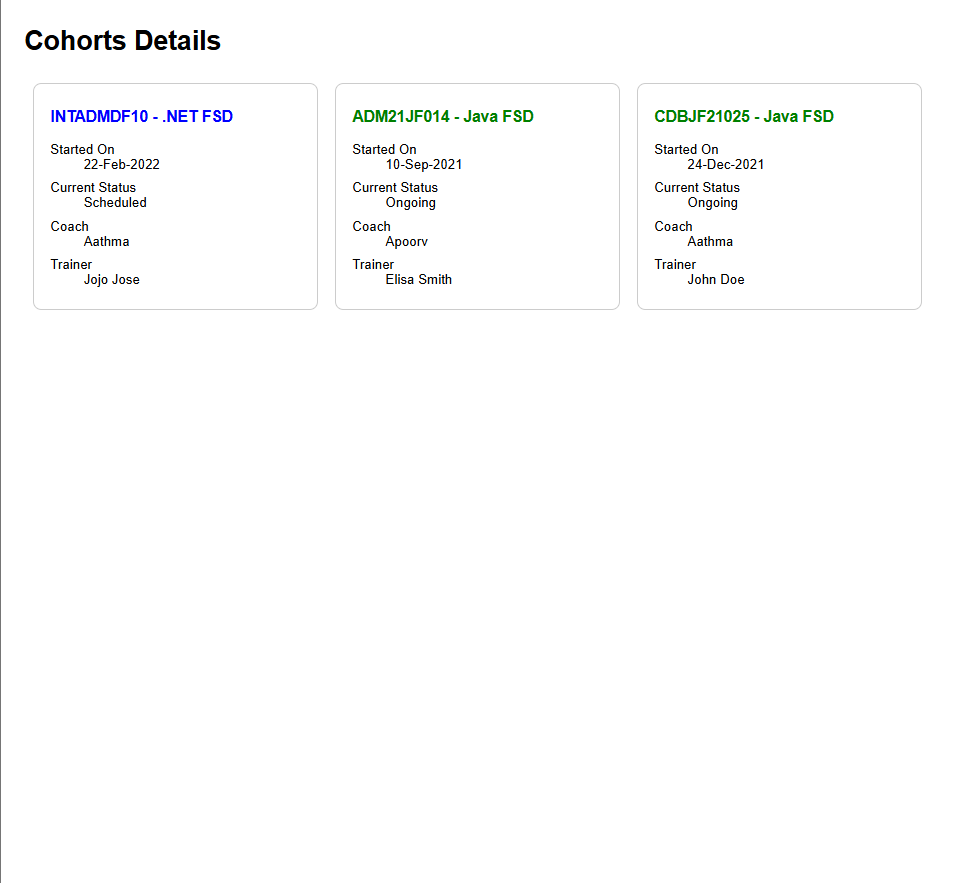 Cohorts Details
INTADMDF10 - .NET FSD
Started On
22-Feb-2022
Current Status
Scheduled
Coach
Aathma
Trainer
Jojo Jose
ADM21JF014 - Java FSD
Started On
10-Sep-2021
Current Status
Ongoing
Coach
Apoorv
Trainer
Elisa Smith
CDBJF21025 - Java FSD
Started On
24-Dec-2021
Current Status
Ongoing
Coach
Aathma
Trainer
John Doe